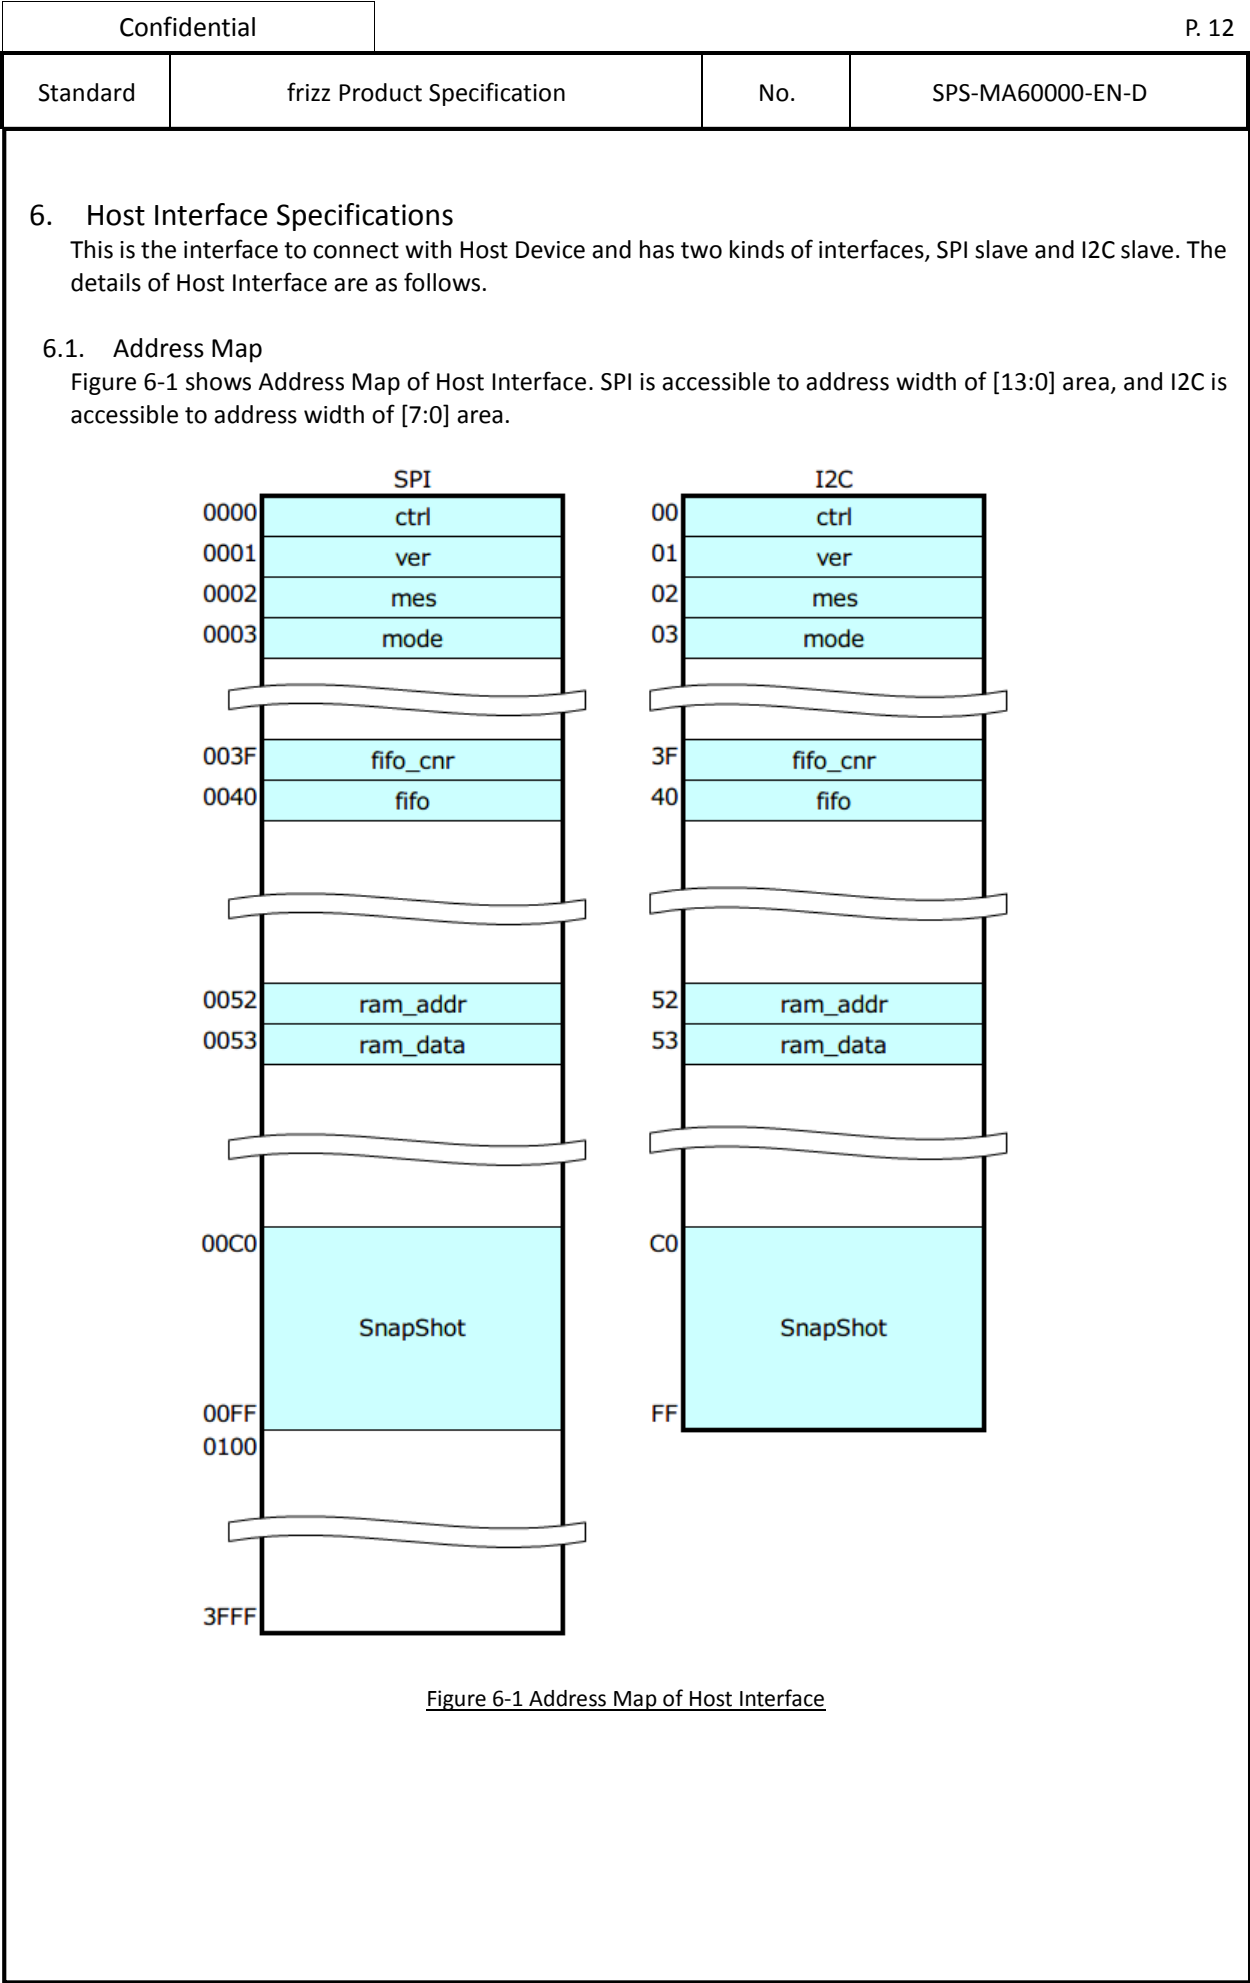 Confidential
P. 12
Standard
frizz Product Specification
No.
SPS-MA60000-EN-D
6. Host Interface Specifications
This is the interface to connect with Host Device and has two kinds of interfaces, SPI slave and I2C slave. The
details of Host Interface are as follows.
6.1. Address Map
Figure 6-1 shows Address Map of Host Interface. SPI is accessible to address width of [13:0] area, and I2C is
accessible to address width of [7:0] area.
SPI
0000 ctrl
0001 ver
0002 mes
0003 mode
003F fifo_cnr
0040 fifo
0052 ram_addr
0053 ram_data
00C0
SnapShot
00FF
0100
3FFF
I2C
00 ctrl
01 ver
02 mes
03 mode
3F fifo_cnr
40 fifo
52 ram_addr
53 ram_data
C0
SnapShot
FF
Figure 6-1 Address Map of Host Interface